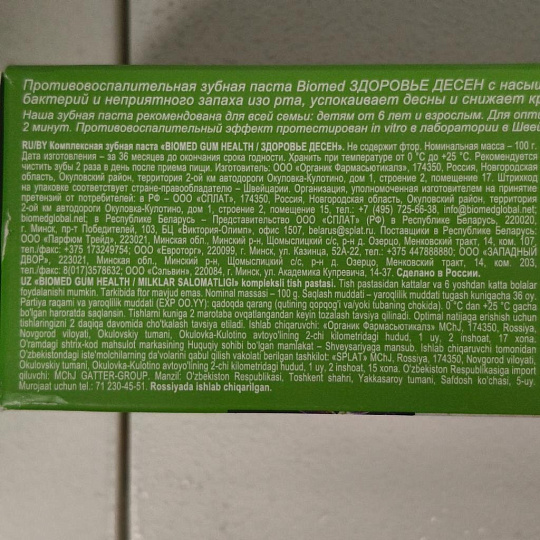 Противовоспалительная зубная паста Biomed ЗДОРОВЬЕ ДЕСЕН с насыщ
бактерий и неприятного запаха изо рта, успокаивает десны и снижает кр
Наша зубная паста рекомендована для всей семьи: детям от 6 лет и взрослым. Для опти
2 минут. Противовоспалительный эффект протестирован in vitro в лаборатории в Швей
RU/BY Комплексная зубная паста «BIOMED GUM HEALTH / ЗДОРОВЬЕ ДЕСЕН». Не содержит фтор. Номинальная масса – 100 г.
Дата изготовления – за 36 месяцев до окончания срока годности. Хранить при температуре от 0 °C до +25 °C. Рекомендуется
чистить зубы 2 раза в день после приема пищи. Изготовитель: ООО «Органик Фармасьютикалз», 174350, Россия, Новгородская
область, Окуловский район, территория 2-ой км автодороги Окуловка-Кулотино, дом 1, строение 2, помещение 17. Штрихкод
на упаковке соответствует стране-правообладателю – Швейцарии. Организация, уполномоченная изготовителем на принятие
претензий от потребителей: в РФ – ООО «СПЛАТ», 174350, Россия, Новгородская область, Окуловский район, территория
2-ой км автодороги Окуловка-Кулотино, дом 1, строение 2, помещение 15, тел.: +7 (495) 725-66-38, info@biomedglobal.net;
biomedglobal.net; в Республике Беларусь – Представительство ООО «СПЛАТ» (РФ) в Республике Беларусь, 220020,
г. Минск, пр-т Победителей, 103, БЦ «Виктория-Олимп», офис 1507, belarus@splat.ru. Поставщики в Республике Беларусь:
ООО «Парфюм Трейд», 223021, Минская обл., Минский р-н, Щомыслицкий с/с, р-н д. Озерцо, Менковский тракт, 14, ком. 107,
тел./факс: +375 173249754; ООО «Евроторг», 220099, г. Минск, ул. Казинца, 52А-22, тел.: +375 447888880; ООО «ЗАПАДНЫЙ
ДВОР», 223021, Минская обл., Минский р-н, Щомыслицкий с/с, р-н д. Озерцо, Менковский тракт, 14, ком. 203,
тел./факс: 8(017)3578632; ООО «Сэльвин», 220084, г. Минск, ул. Академика Купревича, 14-37. Сделано в России.
UZ «BIOMED GUM HEALTH / MILKLAR SALOMATLIGI» kompleksli tish pastasi. Tish pastasidan kattalar va 6 yoshdan katta bolalar
foydalanishi mumkin. Tarkibida ftor mavjud emas. Nominal massasi – 100 g. Saqlash muddati – yaroqlilik muddati tugash kunigacha 36 oy.
Partiya raqami va yaroqlilik muddati (EXP OO.YY): qadoqda qarang (qutining qopqog'i va/yoki tubaning chokida). 0 °C dan +25 °C gacha
bo'lgan haroratda saqlansin. Tishlarni kuniga 2 marotaba ovqatlangandan keyin tozalash tavsiya qilinadi. Optimal natijaga erishish uchun
tishlaringizni 2 daqiqa davomida cho'tkalash tavsiya etiladi. Ishlab chiqaruvchi: «Органик Фармасьютикалз» MChJ, 174350, Rossiya,
Novgorod viloyati, Okulovsky tumani, Okulovka-Kulotino avtoyo'lining 2-chi kilometridagi hudud, 1 uy, 2 inshoat, 17 xona.
O'ramdagi shtrix-kod mahsulot markasining Huquqiy sohibi bo'lgan mamlakat – Shveysariyaga mosdir. Ishlab chiqaruvchi tomonidan
O'zbekistondagi iste'molchilarning da'volarini qabul qilish vakolati berilgan tashkilot: «SPLAT» MChJ, Rossiya, 174350, Novgorod viloyati,
Okulovsky tumani, Okulovka-Kulotino avtoyo'lining 2-chi kilometridagi hudud, 1 uy, 2 inshoat, 15 xona. O'zbekiston Respublikasiga import
qiluvchi: MChJ GATTER-GROUP. Manzil: O'zbekiston Respublikasi, Toshkent shahri, Yakkasaroy tumani, Safdosh ko'chasi, 5-uy.
Murojaat uchun tel.: 71 230-45-51. Rossiyada ishlab chiqarilgan.